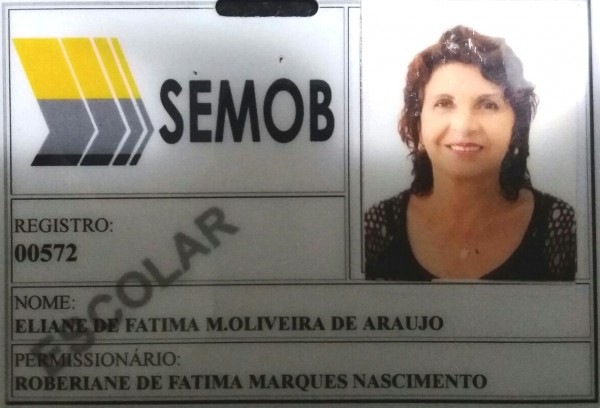 SEMOB
REGISTRO:
00572
ESCOLAR
NOME:
ELIANE DE FATIMA M.OLIVEIRA DE ARAUJO
PERMISSIONÁRIO:
ROBERIANE DE FATIMA MARQUES NASCIMENTO